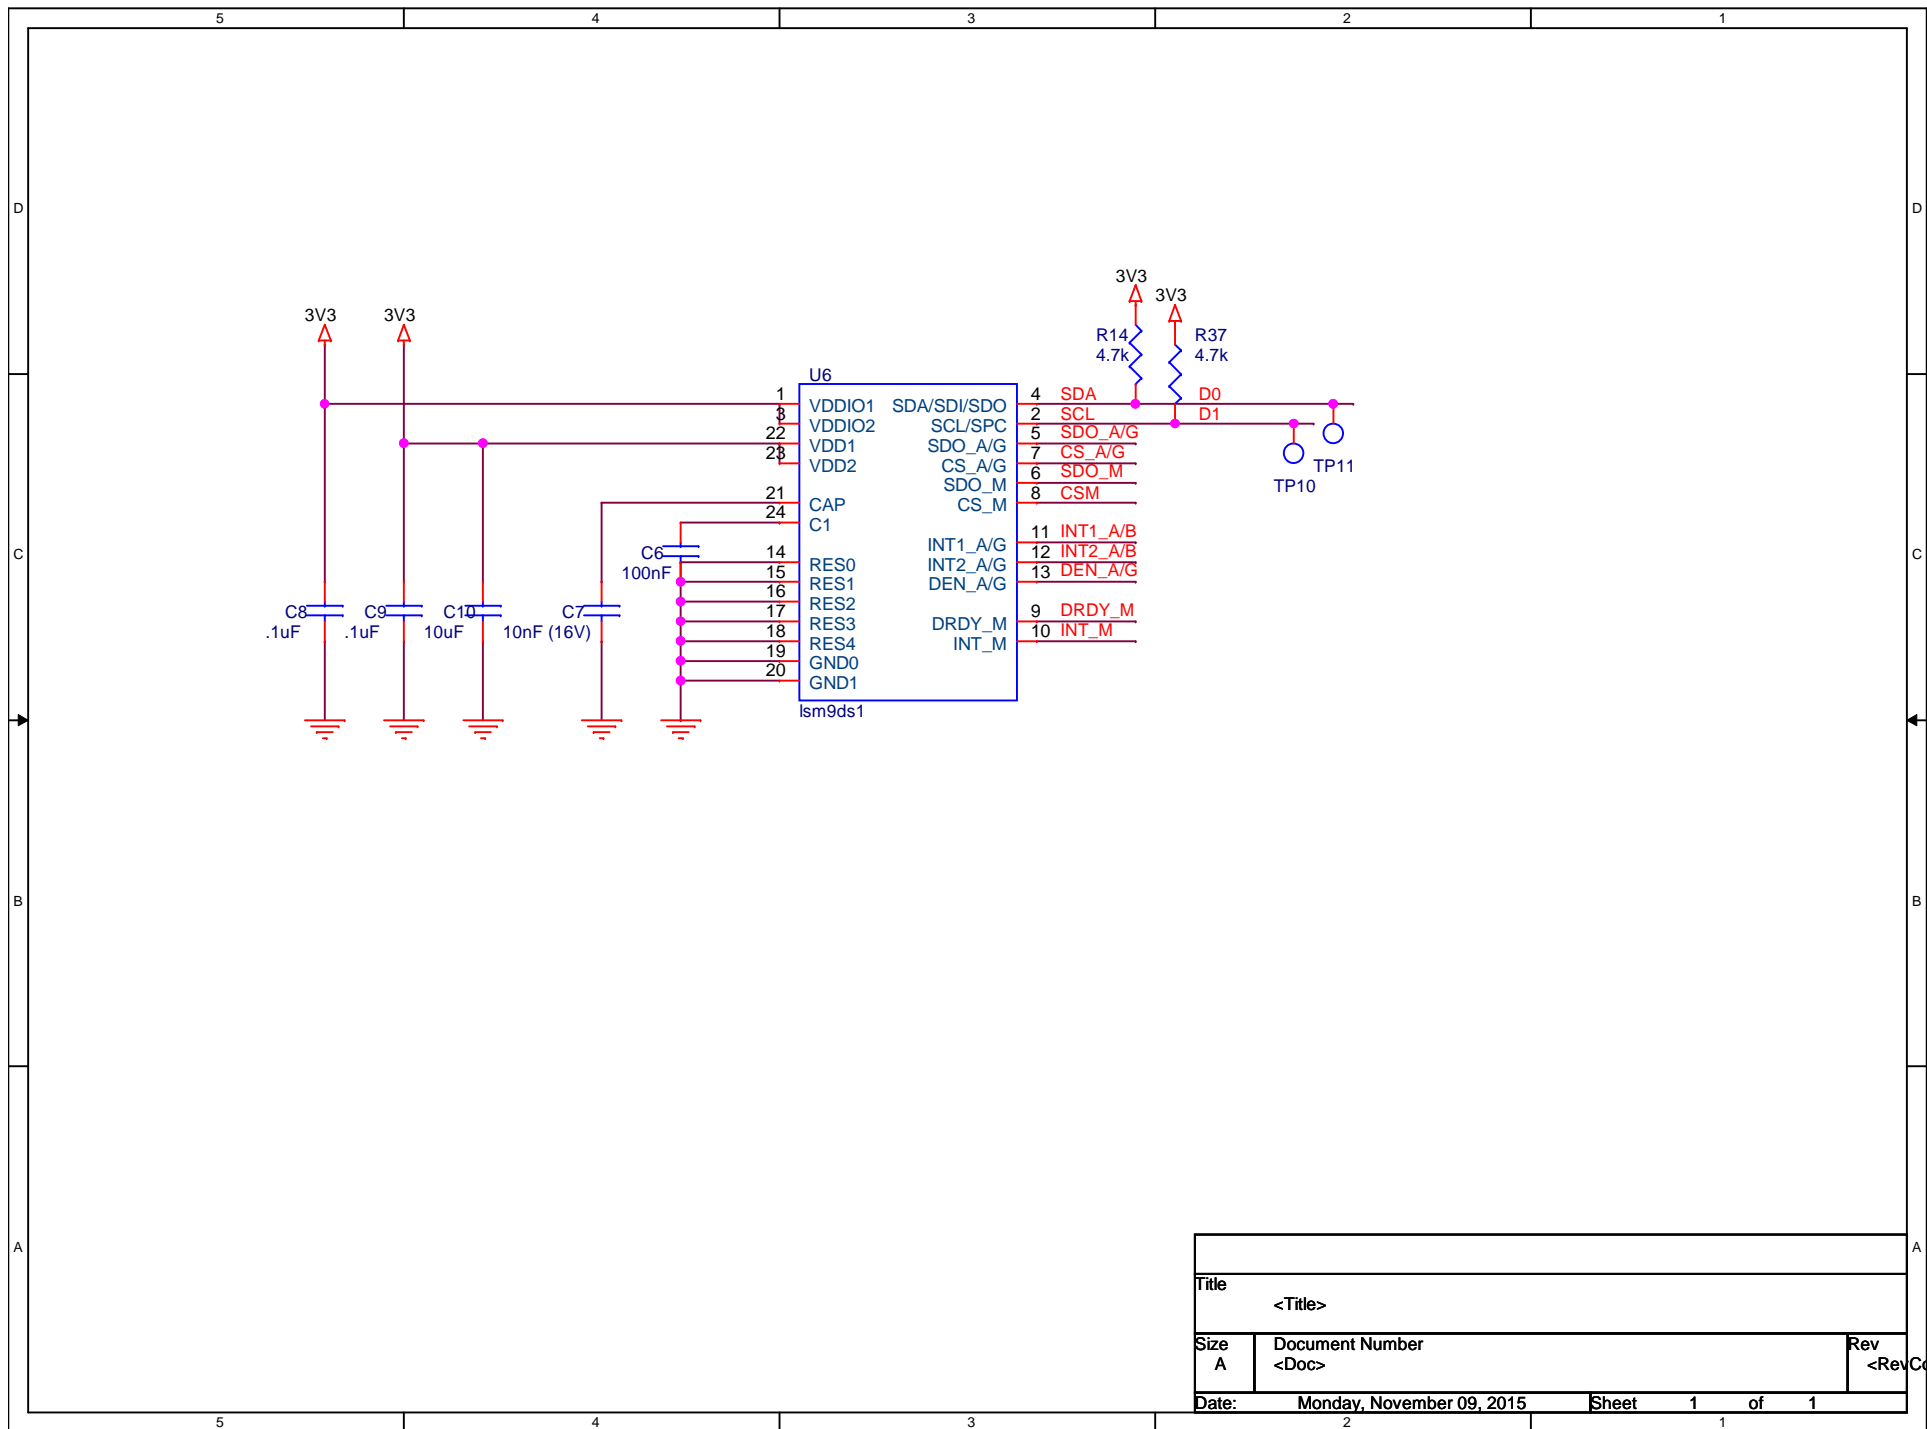 5 4 3 2 1
D D
C C
B B
A A
3V3
3V3
3V3
3V3
R14
4.7k
R37
4.7k
U6
1 VDDIO1
3 VDDIO2
22 VDD1
23 VDD2
21 CAP
24 C1
14 RES0
15 RES1
16 RES2
17 RES3
18 RES4
19 GND0
20 GND1
SDA/SDI/SDO 4 SDA D0
SCL/SPC 2 SCL D1
SDO_A/G 5 SDO_A/G
CS_A/G 7 CS_A/G
SDO_M 6 SDO_M
CS_M 8 CSM
INT1_A/G 11 INT1_A/B
INT2_A/G 12 INT2_A/B
DEN_A/G 13 DEN_A/G
DRDY_M 9 DRDY_M
INT_M 10 INT_M
lsm9ds1
TP11
TP10
C6
100nF
C8
.1uF
C9
.1uF
C10
10uF
C7
10nF (16V)
Title
<Title>
Size
A
Document Number
<Doc>
Rev
<RevCo
Date: Monday, November 09, 2015 Sheet 1 of 1
5 4 3 2 1